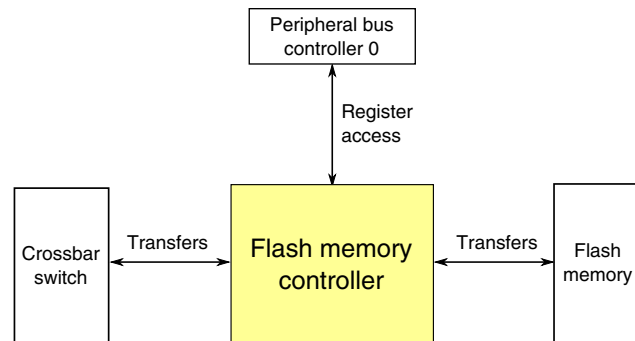 Peripheral bus
controller 0
Register
access
Crossbar
switch
Transfers
Flash memory
controller
Transfers
Flash
memory